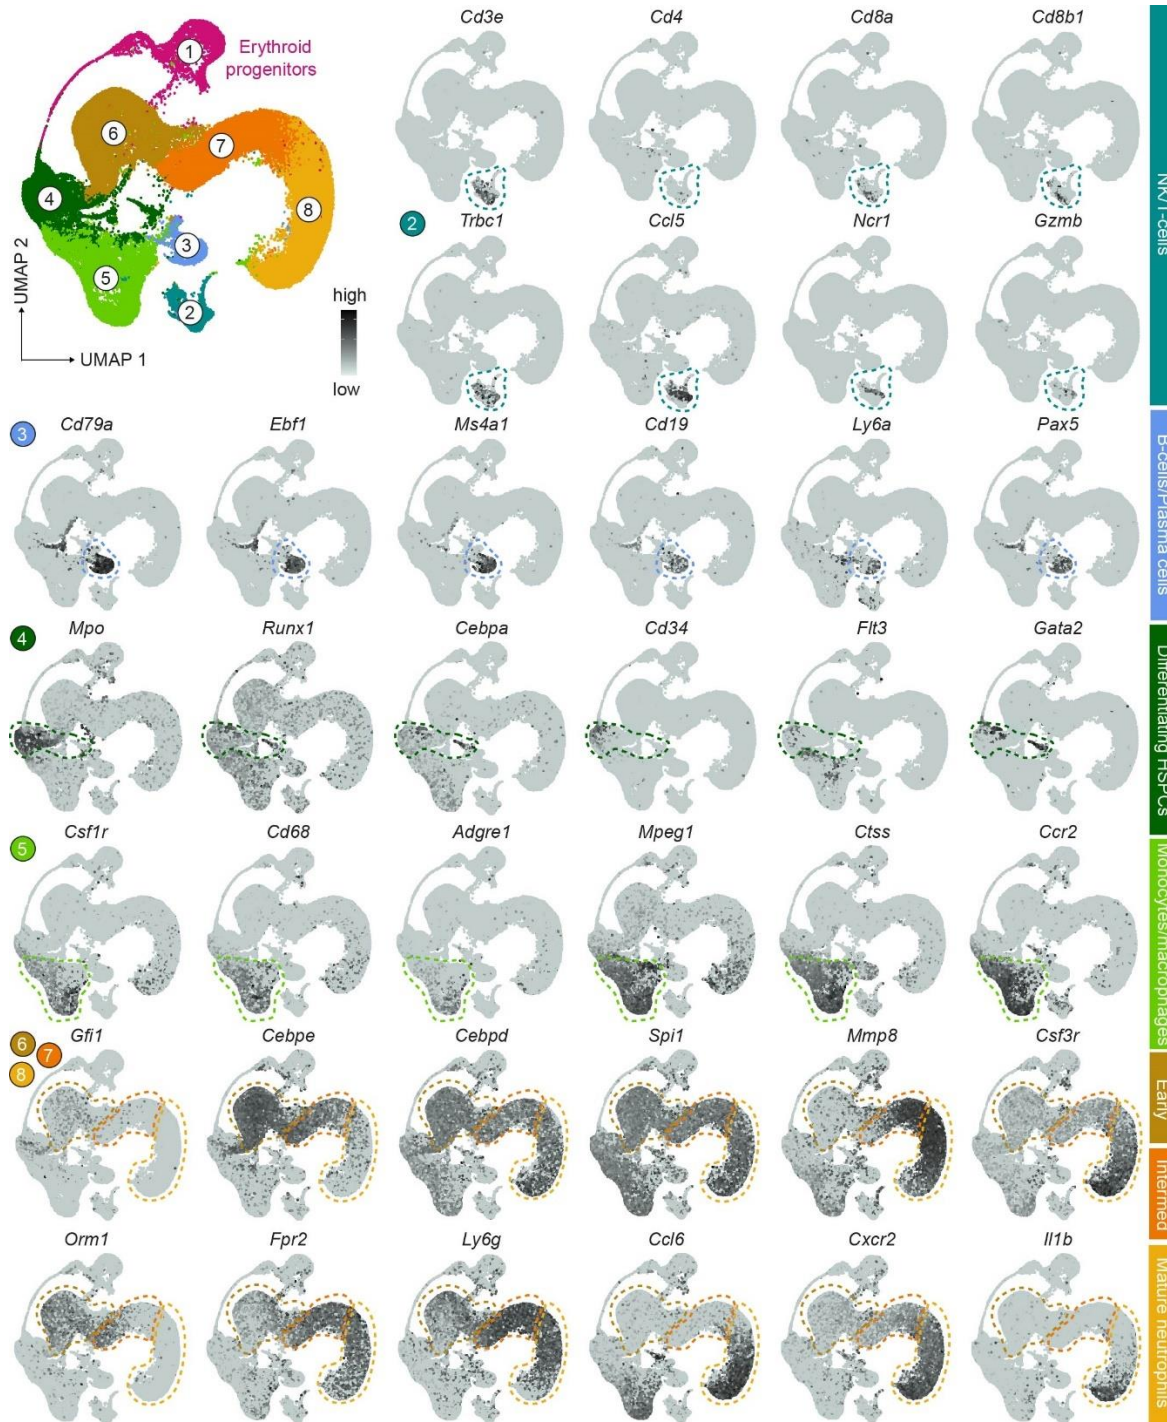 Cd3e Cd4 Cd8a Cd8b1
1
Erythroid
progenitors
6
7
4
8
3
5
2
UMAP 2
UMAP 1
high
low
2
Trbc1 Ccl5 Ncr1 Gzmb
NK/T-cells
3
Cd79a Ebf1 Ms4a1 Cd19 Ly6a Pax5
B-cells/Plasma cells
4
Mpo Runx1 Cebpa Cd34 Flt3 Gata2
Differentiating HSPCs
5
Csf1r Cd68 Adgre1 Mpeg1 Ctss Ccr2
Monocytes/macrophages
6
7
8
Gfi1 Cebpe Cebpd Spi1 Mmp8 Csf3r
Early
Intermed
Orm1 Fpr2 Ly6g Ccl6 Cxcr2 Il1b
Mature neutrophils